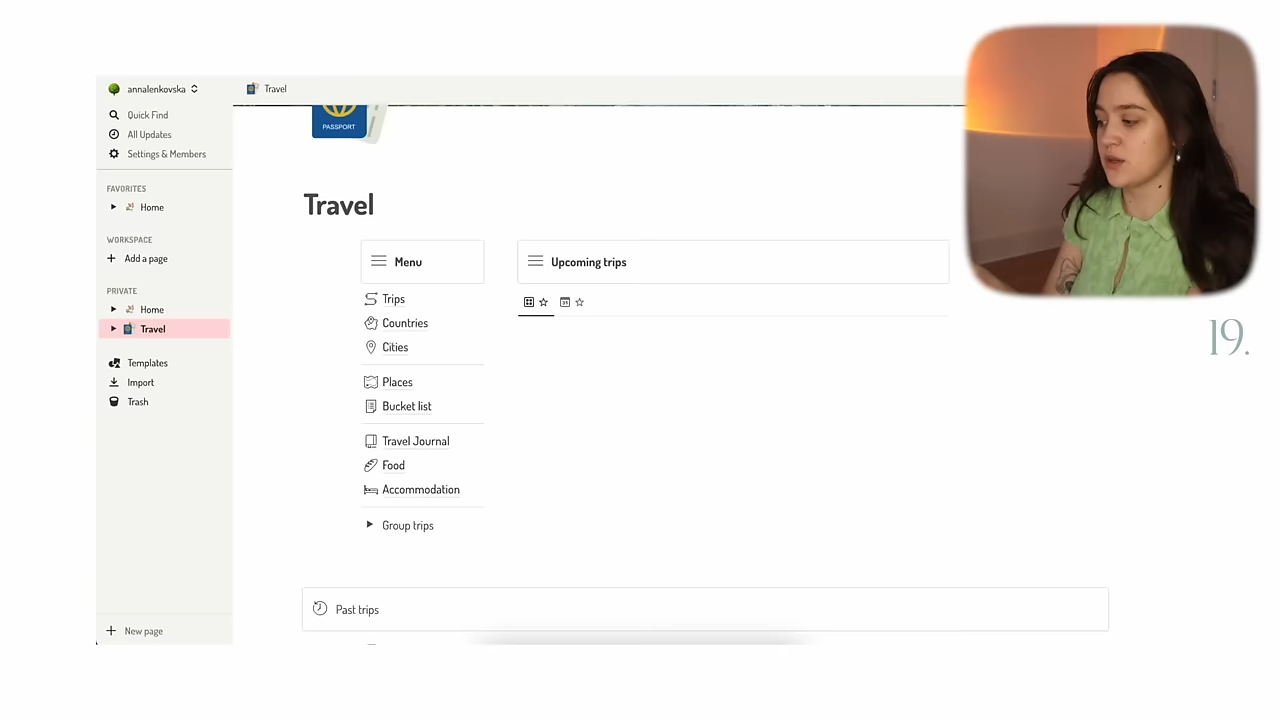 annalenkovska
Quick Find
All Updates
Settings & Members
FAVORITES
Home
WORKSPACE
Add a page
PRIVATE
Home
Travel
Templates
Import
Trash
New page
Travel
PASSPORT
Travel
Menu
Trips
Countries
Cities
Places
Bucket list
Travel Journal
Food
Accommodation
Group trips
Upcoming trips
31
Past trips
19.